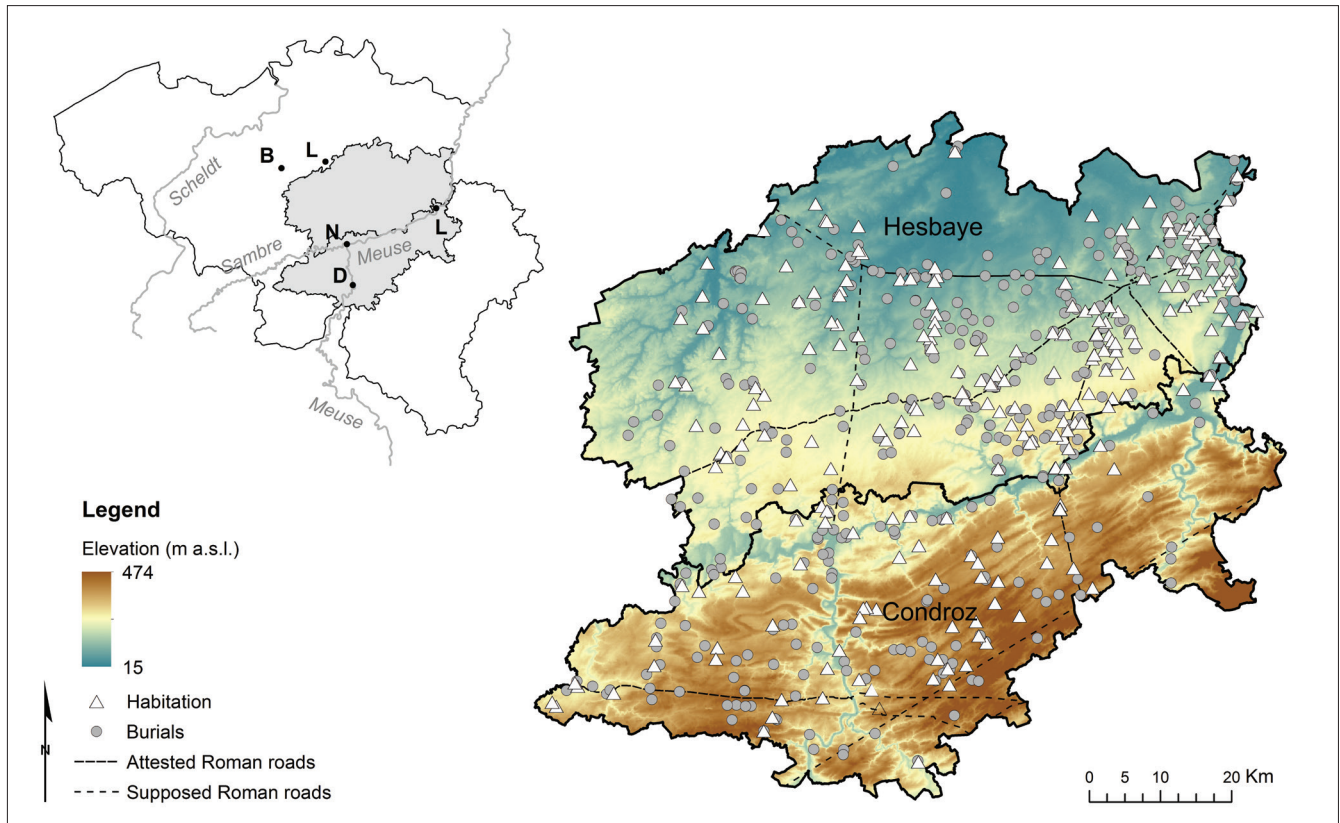 B
L
Scheldt
N
Sambre
Meuse
L
D
Meuse
Hesbaye
Condroz
Legend
Elevation (m a.s.l.)
474
15
Habitation
Burials
Attested Roman roads
Supposed Roman roads
N
0 5 10 20 Km